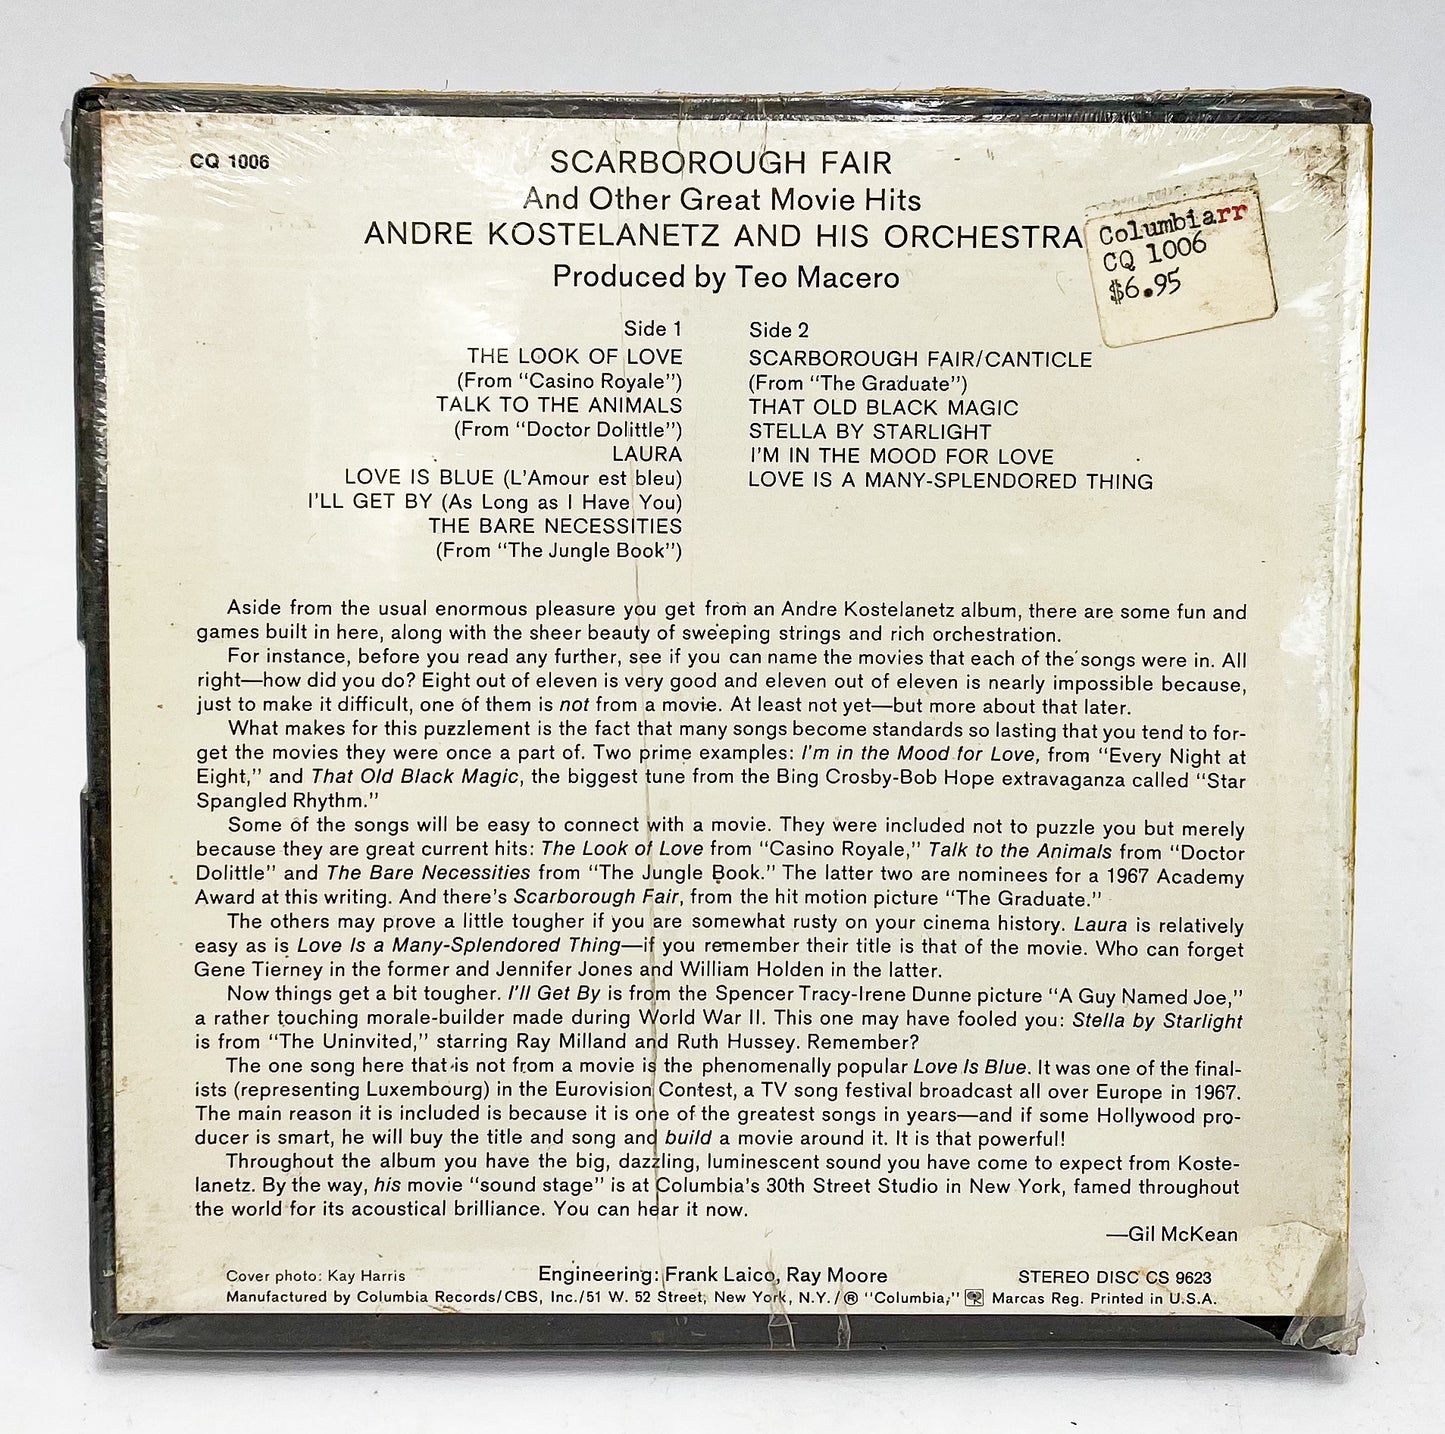 CQ 1006
SCARBOROUGH FAIR
And Other Great Movie Hits
ANDRE KOSTELANETZ AND HIS ORCHESTRA
Produced by Teo Macero
Columbiarr
CQ 1006
$6.95
Side 1
THE LOOK OF LOVE
(From "Casino Royale")
TALK TO THE ANIMALS
(From "Doctor Dolittle")
LAURA
LOVE IS BLUE (L'Amour est bleu)
I'LL GET BY (As Long as I Have You)
THE BARE NECESSITIES
(From "The Jungle Book")
Side 2
SCARBOROUGH FAIR/CANTICLE
(From "The Graduate")
THAT OLD BLACK MAGIC
STELLA BY STARLIGHT
I'M IN THE MOOD FOR LOVE
LOVE IS A MANY-SPLENDORED THING
Aside from the usual enormous pleasure you get from an Andre Kostelanetz album, there are some fun and
games built in here, along with the sheer beauty of sweeping strings and rich orchestration.
For instance, before you read any further, see if you can name the movies that each of the songs were in. All
right—how did you do? Eight out of eleven is very good and eleven out of eleven is nearly impossible because,
just to make it difficult, one of them is not from a movie. At least not yet—but more about that later.
What makes for this puzzlement is the fact that many songs become standards so lasting that you tend to for-
get the movies they were once a part of. Two prime examples: I'm in the Mood for Love, from "Every Night at
Eight," and That Old Black Magic, the biggest tune from the Bing Crosby-Bob Hope extravaganza called "Star
Spangled Rhythm."
Some of the songs will be easy to connect with a movie. They were included not to puzzle you but merely
because they are great current hits: The Look of Love from "Casino Royale," Talk to the Animals from "Doctor
Dolittle" and The Bare Necessities from "The Jungle Book." The latter two are nominees for a 1967 Academy
Award at this writing. And there's Scarborough Fair, from the hit motion picture "The Graduate."
The others may prove a little tougher if you are somewhat rusty on your cinema history. Laura is relatively
easy as is Love Is a Many-Splendored Thing—if you remember their title is that of the movie. Who can forget
Gene Tierney in the former and Jennifer Jones and William Holden in the latter.
Now things get a bit tougher. I'll Get By is from the Spencer Tracy-Irene Dunne picture "A Guy Named Joe,"
a rather touching morale-builder made during World War II. This one may have fooled you: Stella by Starlight
is from "The Uninvited," starring Ray Milland and Ruth Hussey. Remember?
The one song here that is not from a movie is the phenomenally popular Love Is Blue. It was one of the final-
ists (representing Luxembourg) in the Eurovision Contest, a TV song festival broadcast all over Europe in 1967.
The main reason it is included is because it is one of the greatest songs in years—and if some Hollywood pro-
ducer is smart, he will buy the title and song and build a movie around it. It is that powerful!
Throughout the album you have the big, dazzling, luminescent sound you have come to expect from Koste-
lanetz. By the way, his movie "sound stage" is at Columbia's 30th Street Studio in New York, famed throughout
the world for its acoustical brilliance. You can hear it now.
—Gil McKean
Cover photo: Kay Harris
Engineering: Frank Laico, Ray Moore
STEREO DISC CS 9623
Manufactured by Columbia Records/CBS, Inc./51 W. 52 Street, New York, N.Y./® "Columbia," Marcas Reg. Printed in U.S.A.